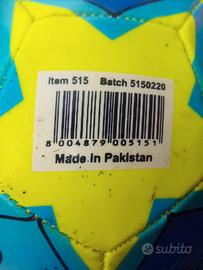 Item 515 Batch 5150220
8 004879 005151
Made in Pakistan
subito